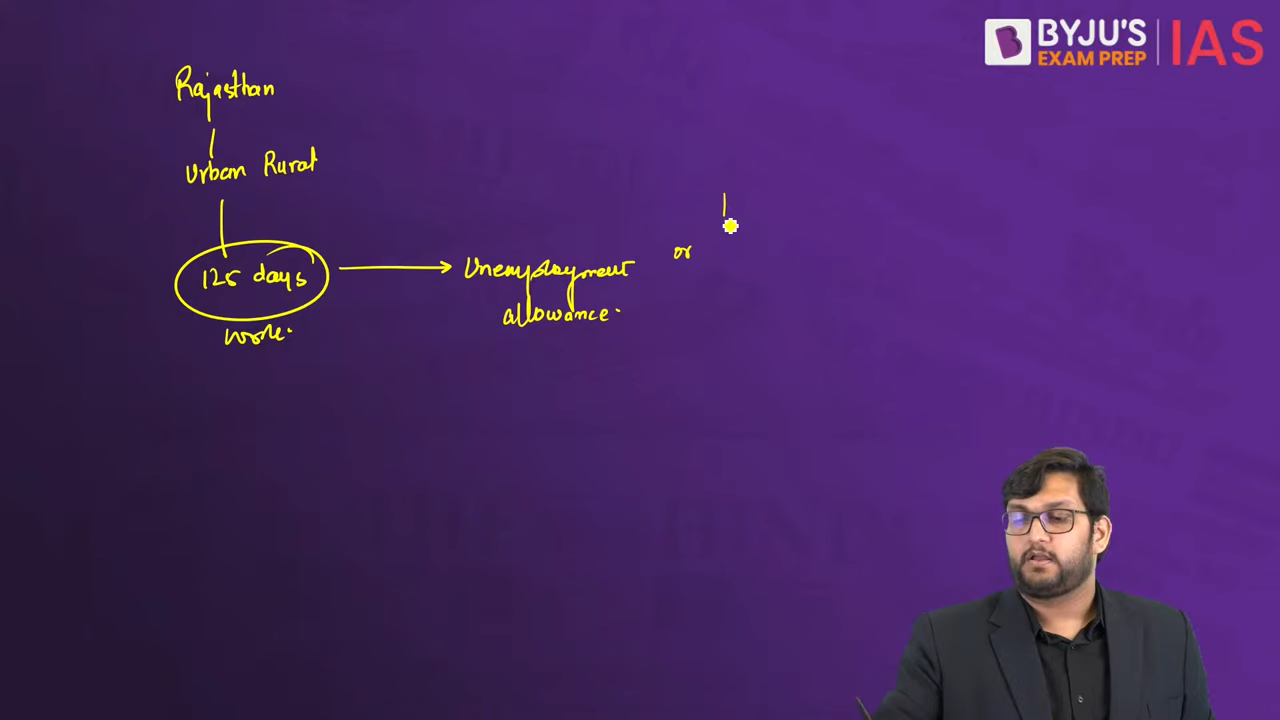 BYJU'S
EXAM PREP
IAS
Rajasthan
Urban Rural
125 days
work.
Unemployment
allowance.
or